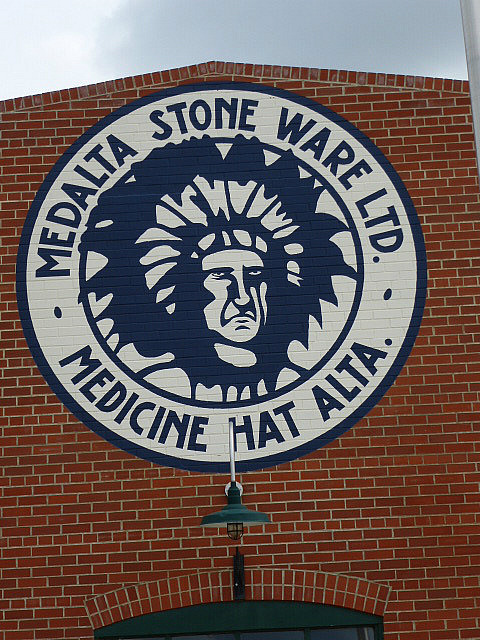 MEDALTA STONE WARE LTD.
MEDICINE HAT ALTA.